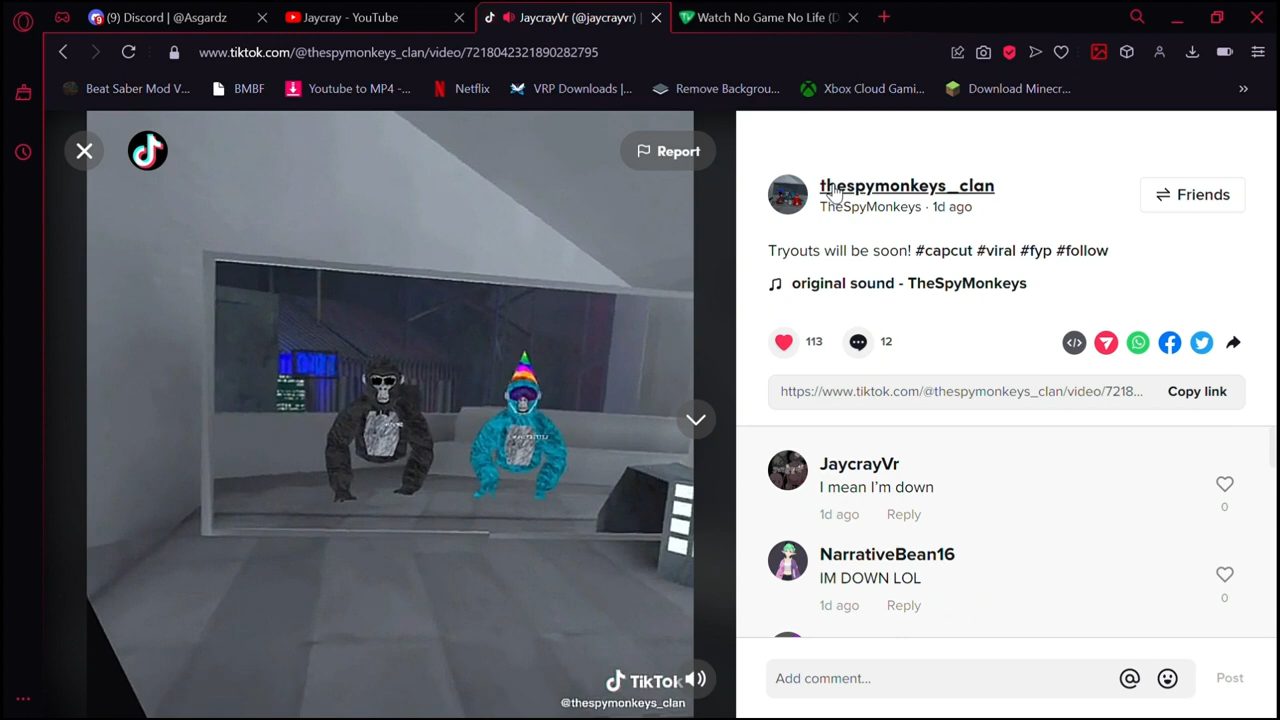 (9) Discord | @Asgardz
Jaycray - YouTube
JaycrayVr (@jaycrayvr) |
Watch No Game No Life (D
www.tiktok.com/@thespymonkeys_clan/video/7218042321890282795
Beat Saber Mod V...
BMBF
Youtube to MP4 -...
Netflix
VRP Downloads |...
Remove Backgrou...
Xbox Cloud Gami...
Download Minecr...
Report
thespymonkeys_clan
TheSpyMonkeys · 1d ago
Friends
Tryouts will be soon! #capcut #viral #fyp #follow
original sound - TheSpyMonkeys
113
12
https://www.tiktok.com/@thespymonkeys_clan/video/7218...
Copy link
JaycrayVr
I mean I’m down
1d ago
Reply
0
NarrativeBean16
IM DOWN LOL
1d ago
Reply
0
TikTok
@thespymonkeys_clan
Add comment...
Post